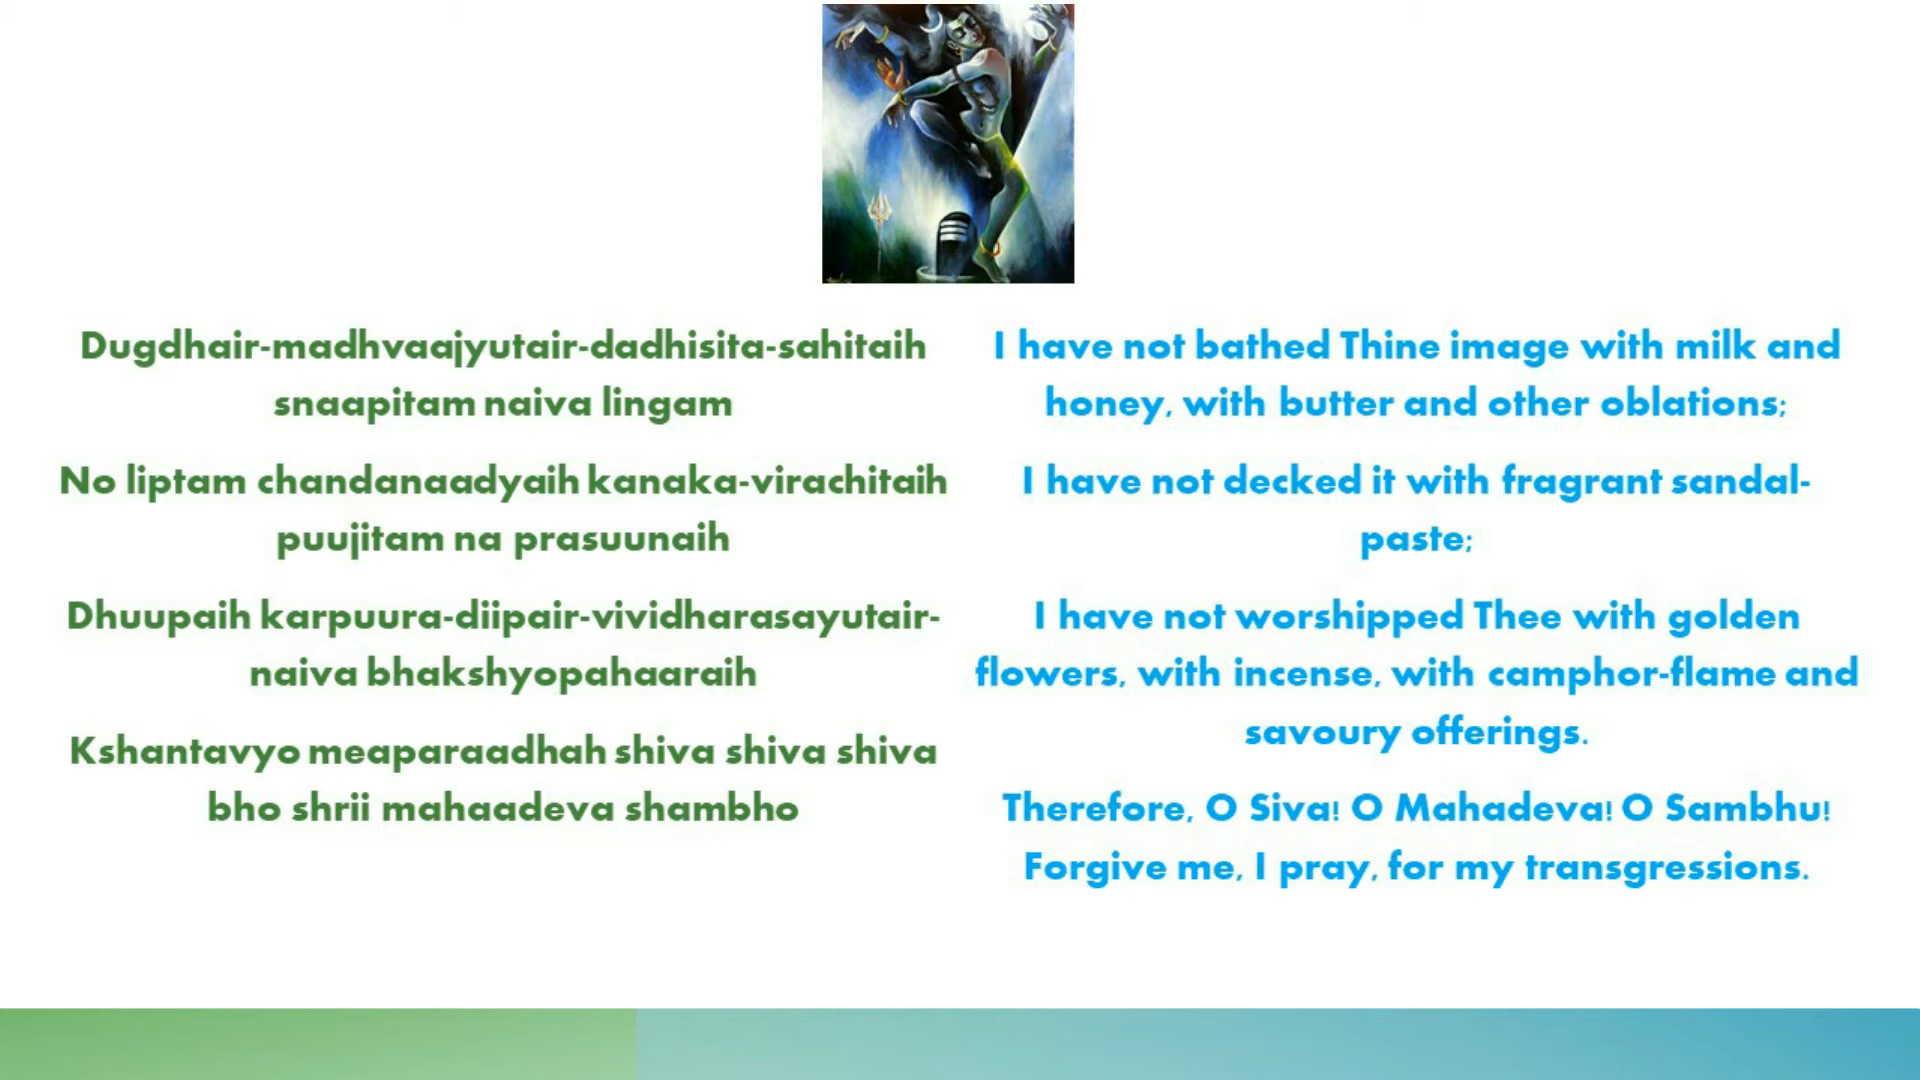 Dugdhair-madhvaajyutair-dadhisita-sahitaih
snaapitam naiva lingam
No liptam chandanaadyaih kanaka-virachitaih
puujitam na prasuunaih
Dhuupaih karpuura-diipair-vividharasayutair-
naiva bhakshyopahaaraih
Kshantavyo meaparaadhah shiva shiva shiva
bho shrii mahaadeva shambho
I have not bathed Thine image with milk and
honey, with butter and other oblations;
I have not decked it with fragrant sandal-
paste;
I have not worshipped Thee with golden
flowers, with incense, with camphor-flame and
savoury offerings.
Therefore, O Siva! O Mahadeva! O Sambhu!
Forgive me, I pray, for my transgressions.